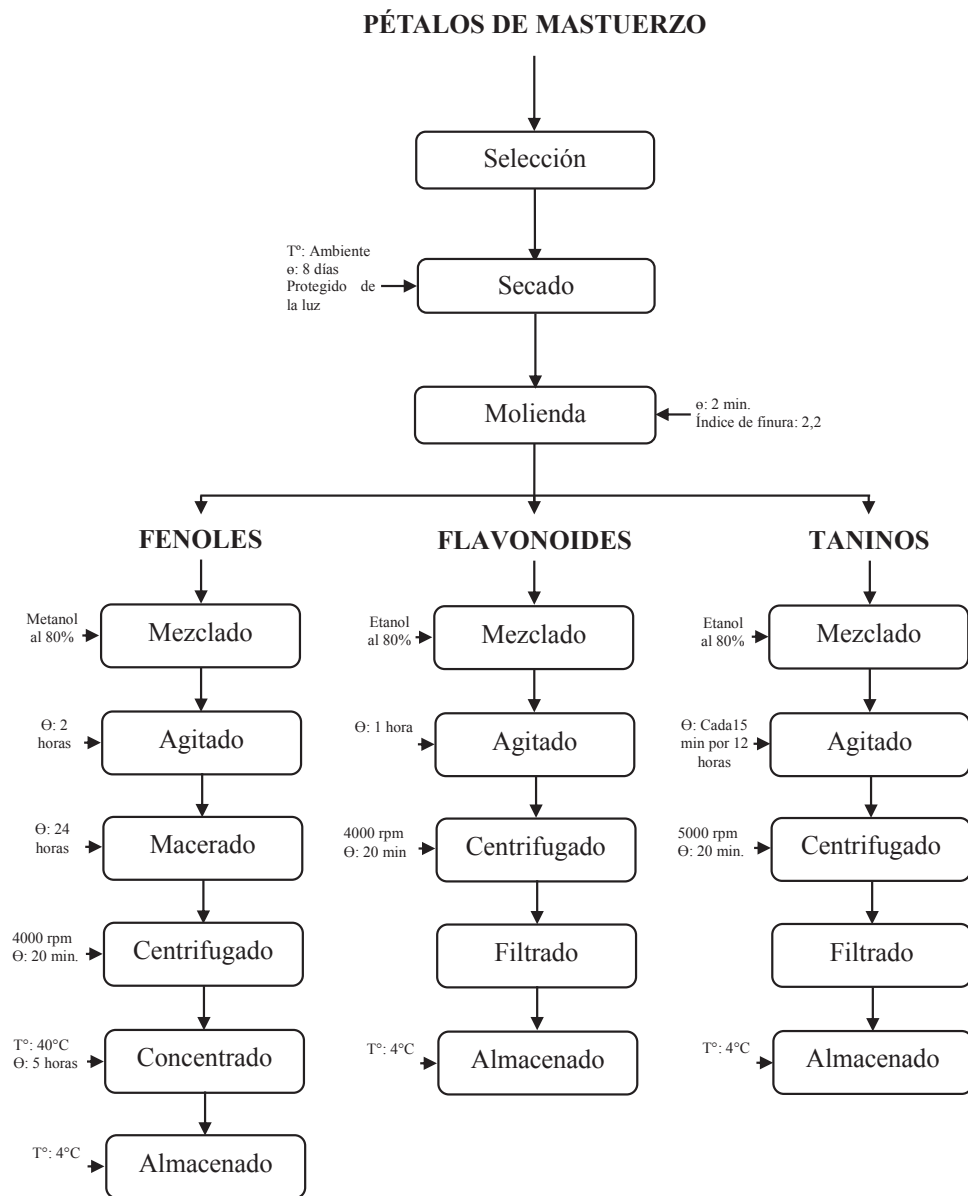 PÉTALOS DE MASTUERZO
Selección
Tº: Ambiente
ɵ: 8 días
Protegido de
la luz
Secado
Molienda
ɵ: 2 min.
Índice de finura: 2,2
FENOLES
Metanol
al 80%
Mezclado
Ɵ: 2
horas
Agitado
Ɵ: 24
horas
Macerado
4000 rpm
Ɵ: 20 min.
Centrifugado
T°: 40°C
Ɵ: 5 horas
Concentrado
T°: 4°C
Almacenado
FLAVONOIDES
Etanol
al 80%
Mezclado
Ɵ: 1 hora
Agitado
4000 rpm
Ɵ: 20 min
Centrifugado
Filtrado
T°: 4°C
Almacenado
TANINOS
Etanol
al 80%
Mezclado
Ɵ: Cada15
min por 12
horas
Agitado
5000 rpm
Ɵ: 20 min.
Centrifugado
Filtrado
T°: 4°C
Almacenado